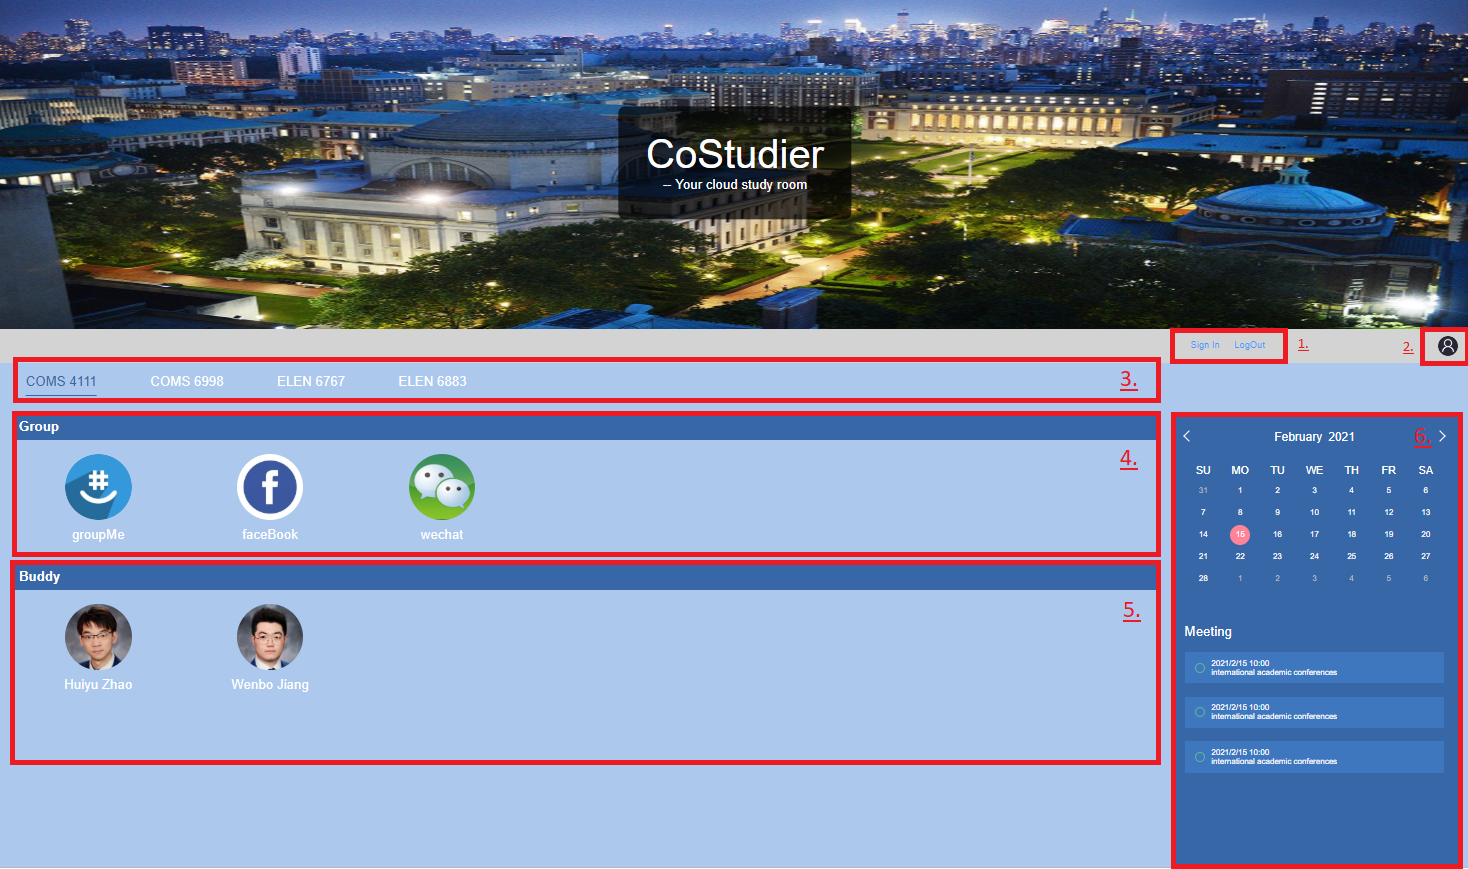 CoStudier
-- Your cloud study room
Sign In LogOut 1. 2.
COMS 4111 COMS 6998 ELEN 6767 ELEN 6883 3.
Group
4.
groupMe faceBook wechat
Buddy
5.
Huiyu Zhao Wenbo Jiang
February 2021 6.
SU MO TU WE TH FR SA
31 1 2 3 4 5 6
7 8 9 10 11 12 13
14 15 16 17 18 19 20
21 22 23 24 25 26 27
28 1 2 3 4 5 6
Meeting
2021/2/15 10:00
international academic conferences
2021/2/15 10:00
international academic conferences
2021/2/15 10:00
international academic conferences